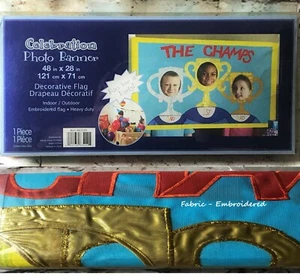 Celebration
Photo Banner
48 in x 28 in
121 cm x 71 cm
Decorative Flag
Drapeau Décoratif
Indoor / Outdoor
Embroidered flag • Heavy duty
1 Piece
1 Pièce
THE CHAMPS
Fabric - Embroidered